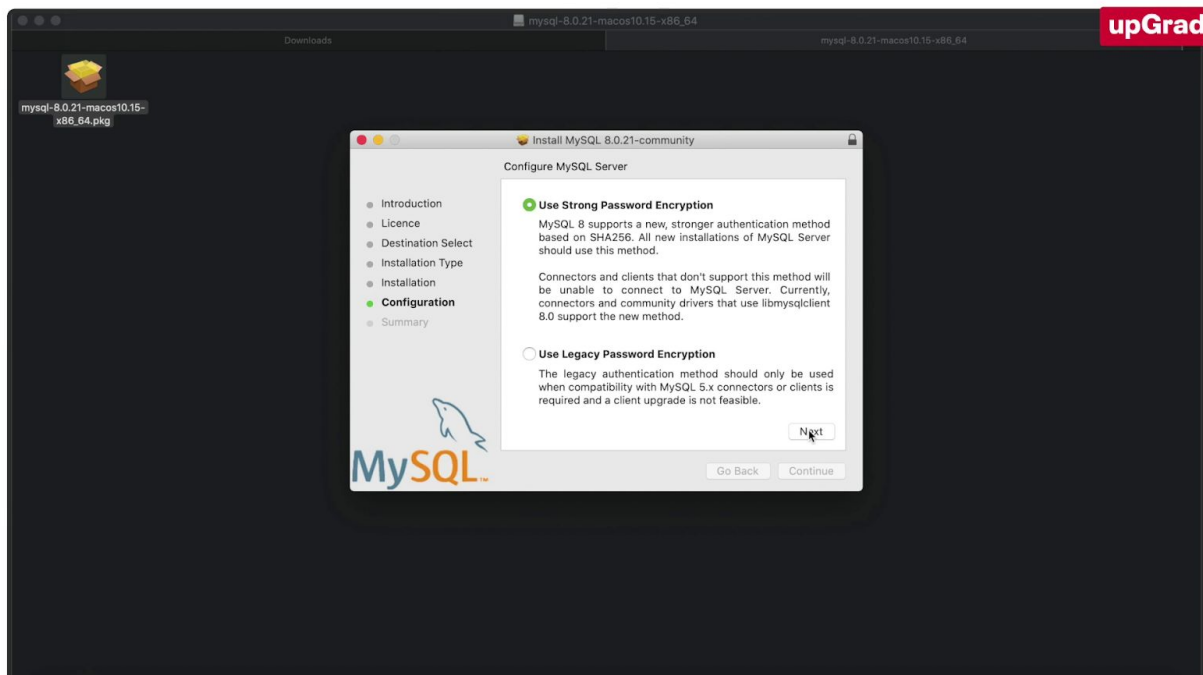 mysql-8.0.21-macos10.15-x86_64
upGrad
Downloads
mysql-8.0.21-macos10.15-x86_64
mysql-8.0.21-macos10.15-
x86_64.pkg
Install MySQL 8.0.21-community
Configure MySQL Server
Introduction
Licence
Destination Select
Installation Type
Installation
Configuration
Summary
Use Strong Password Encryption
MySQL 8 supports a new, stronger authentication method
based on SHA256. All new installations of MySQL Server
should use this method.
Connectors and clients that don't support this method will
be unable to connect to MySQL Server. Currently,
connectors and community drivers that use libmysqlclient
8.0 support the new method.
Use Legacy Password Encryption
The legacy authentication method should only be used
when compatibility with MySQL 5.x connectors or clients is
required and a client upgrade is not feasible.
Next
MySQL™
Go Back
Continue